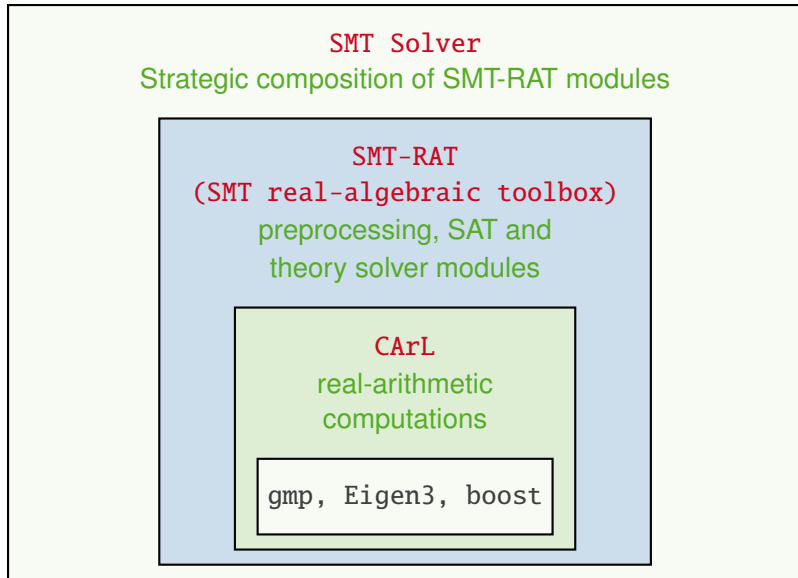 SMT Solver
Strategic composition of SMT-RAT modules
SMT-RAT
(SMT real-algebraic toolbox)
preprocessing, SAT and
theory solver modules
CArL
real-arithmetic
computations
gmp, Eigen3, boost